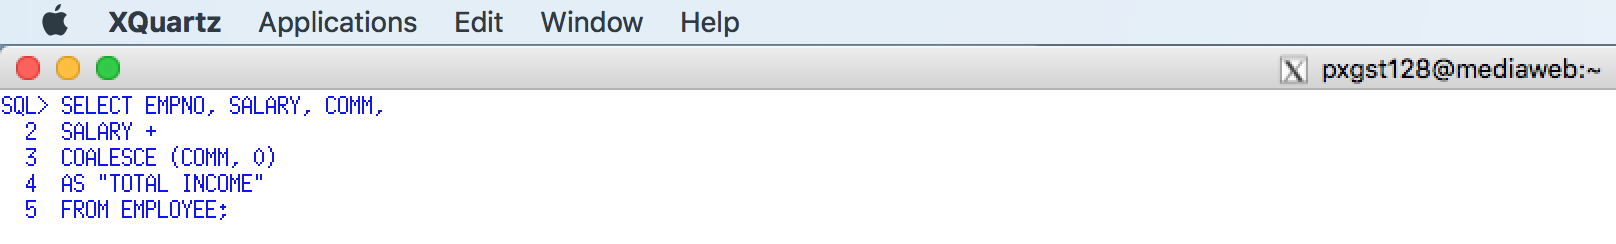 XQuartz Applications Edit Window Help
X pxgst128@mediaweb:~
SQL> SELECT EMPNO, SALARY, COMM,
2 SALARY +
3 COALESCE (COMM, 0)
4 AS "TOTAL INCOME"
5 FROM EMPLOYEE;